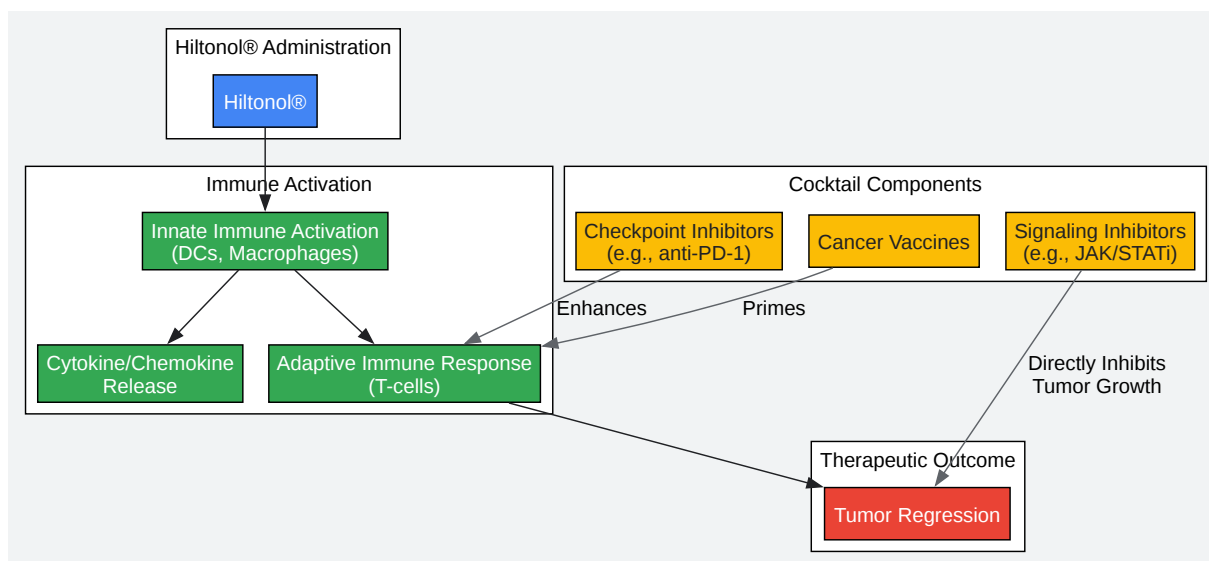 Hiltonol® Administration
Hiltonol®
Immune Activation
Innate Immune Activation
(DCs, Macrophages)
Cytokine/Chemokine
Release
Adaptive Immune Response
(T-cells)
Cocktail Components
Checkpoint Inhibitors
(e.g., anti-PD-1)
Cancer Vaccines
Signaling Inhibitors
(e.g., JAK/STATi)
Enhances
Primes
Directly Inhibits
Tumor Growth
Therapeutic Outcome
Tumor Regression